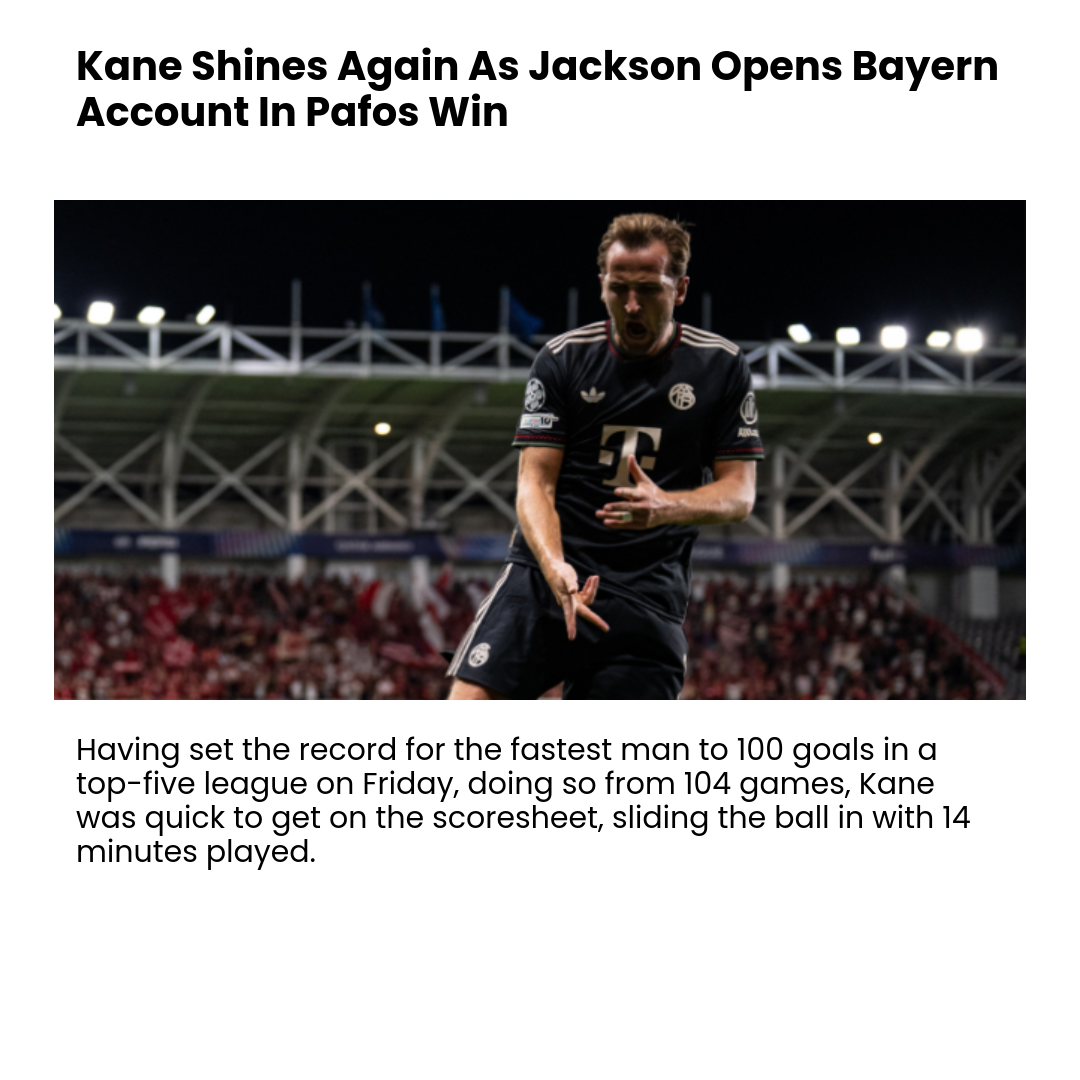 Kane Shines Again As Jackson Opens Bayern
Account In Pafos Win
T
Having set the record for the fastest man to 100 goals in a
top-five league on Friday, doing so from 104 games, Kane
was quick to get on the scoresheet, sliding the ball in with 14
minutes played.